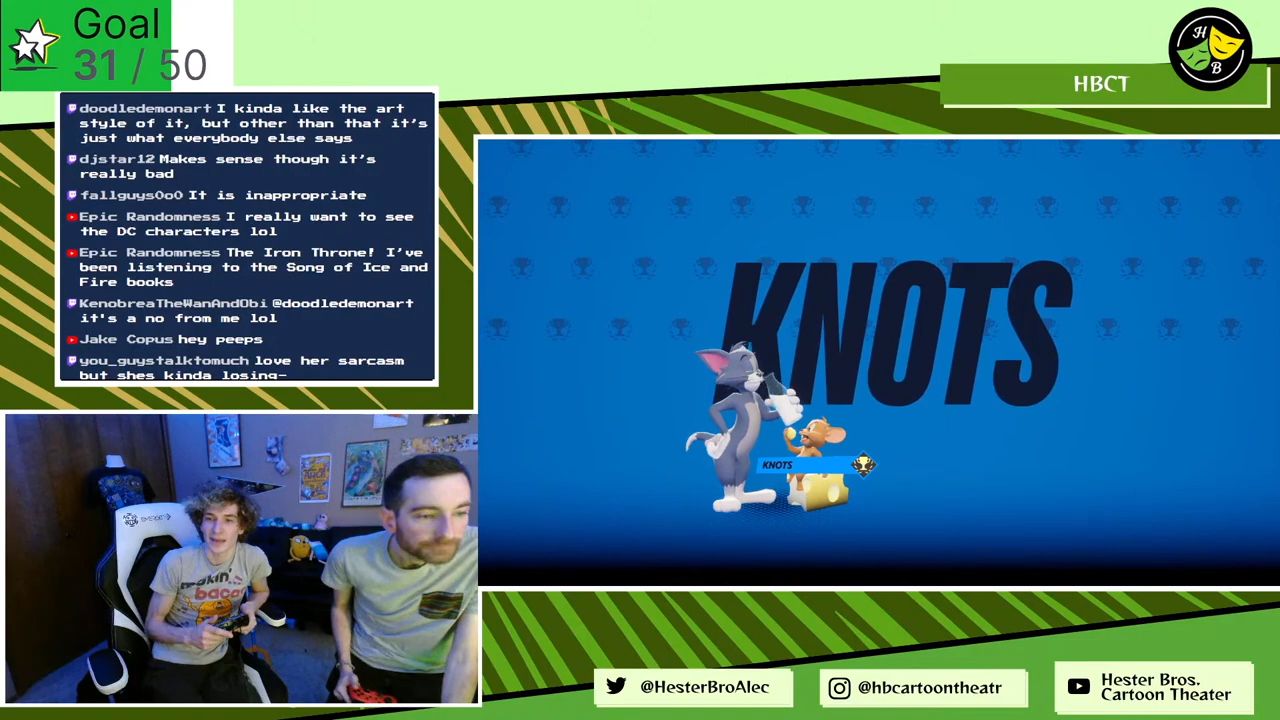 Goal
31 / 50
H
B
HBCT
doodledemonart I kinda like the art
style of it, but other than that it's
just what everybody else says
djstar12 Makes sense though it's
really bad
fallguys0o0 It is inappropriate
Epic Randomness I really want to see
the DC characters lol
Epic Randomness The Iron Throne! I've
been listening to the Song of Ice and
Fire books
KenobreaTheWanAndObi @doodledemonart
it's a no from me lol
Jake Copus hey peeps
you_guystalktomuch love her sarcasm
but shes kinda losing-
KNOTS
KNOTS
makin'
bacon
@HesterBroAlec
@hbcartoontheatr
Hester Bros.
Cartoon Theater